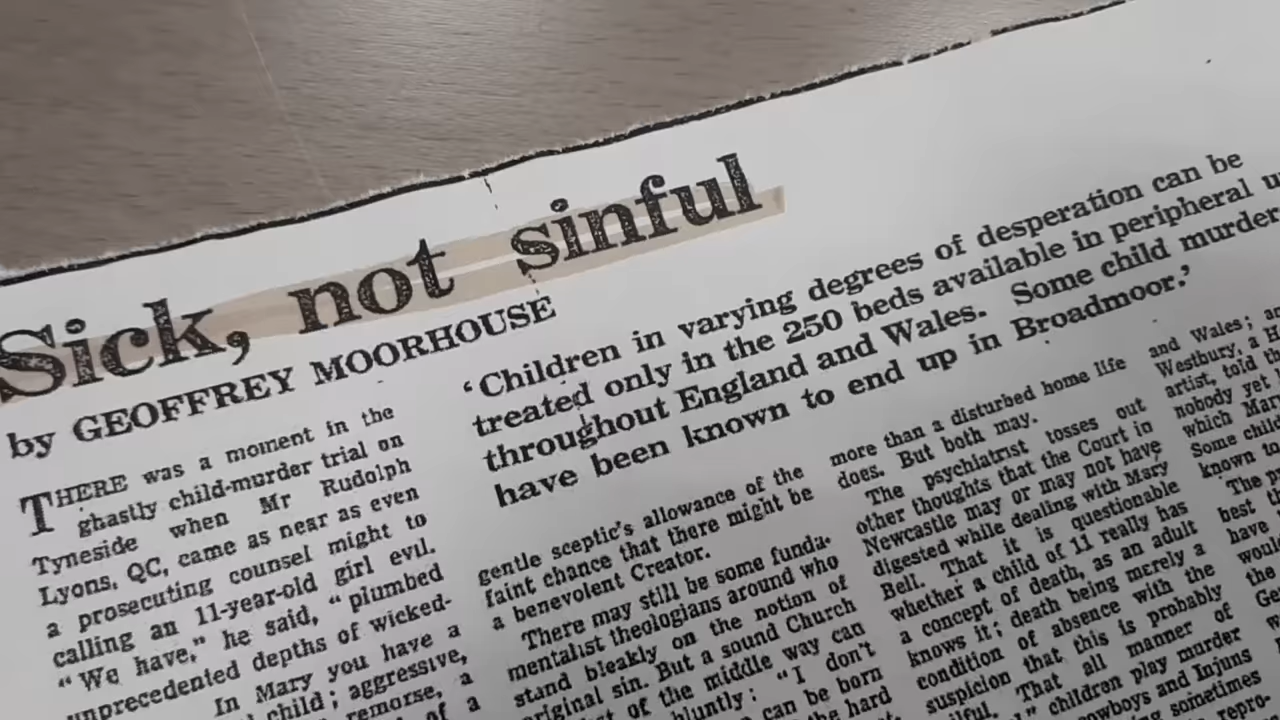 Sick, not sinful
by GEOFFREY MOORHOUSE
‘Children in varying degrees of desperation can be
treated only in the 250 beds available in peripheral
throughout England and Wales. Some child murder
have been known to end up in Broadmoor.’
THERE was a moment in the
ghastly child-murder trial on
Tyneside when Mr Rudolph
Lyons, QC, came as near as even
a prosecuting counsel might to
calling an 11-year-old girl evil.
“We have,” he said, “plumbed
unprecedented depths of wicked-
In Mary you have a
child; aggressive,
remorse, a
of a
gentle sceptic's allowance of the
faint chance that there might be
a benevolent Creator.
There may still be some funda-
mentalist theologians around who
stand bleakly on the notion of
original sin. But a sound Church
of the middle way can
bluntly: “I don't
can be born
the hard
more than a disturbed home life
does. But both may.
The psychiatrist tosses out
other thoughts that the Court in
Newcastle may or may not have
digested while dealing with Mary
Bell. That it is questionable
whether a child of 11 really has
a concept of death, as an adult
knows it; death being merely a
condition of absence with the
suspicion that this is probably
That all manner of
” children play murder
cowboys and Injuns
sometimes
repro-
and Wales;
Westbury, a
artist, told
nobody yet
which
Some
known to
The
best
have
would
the